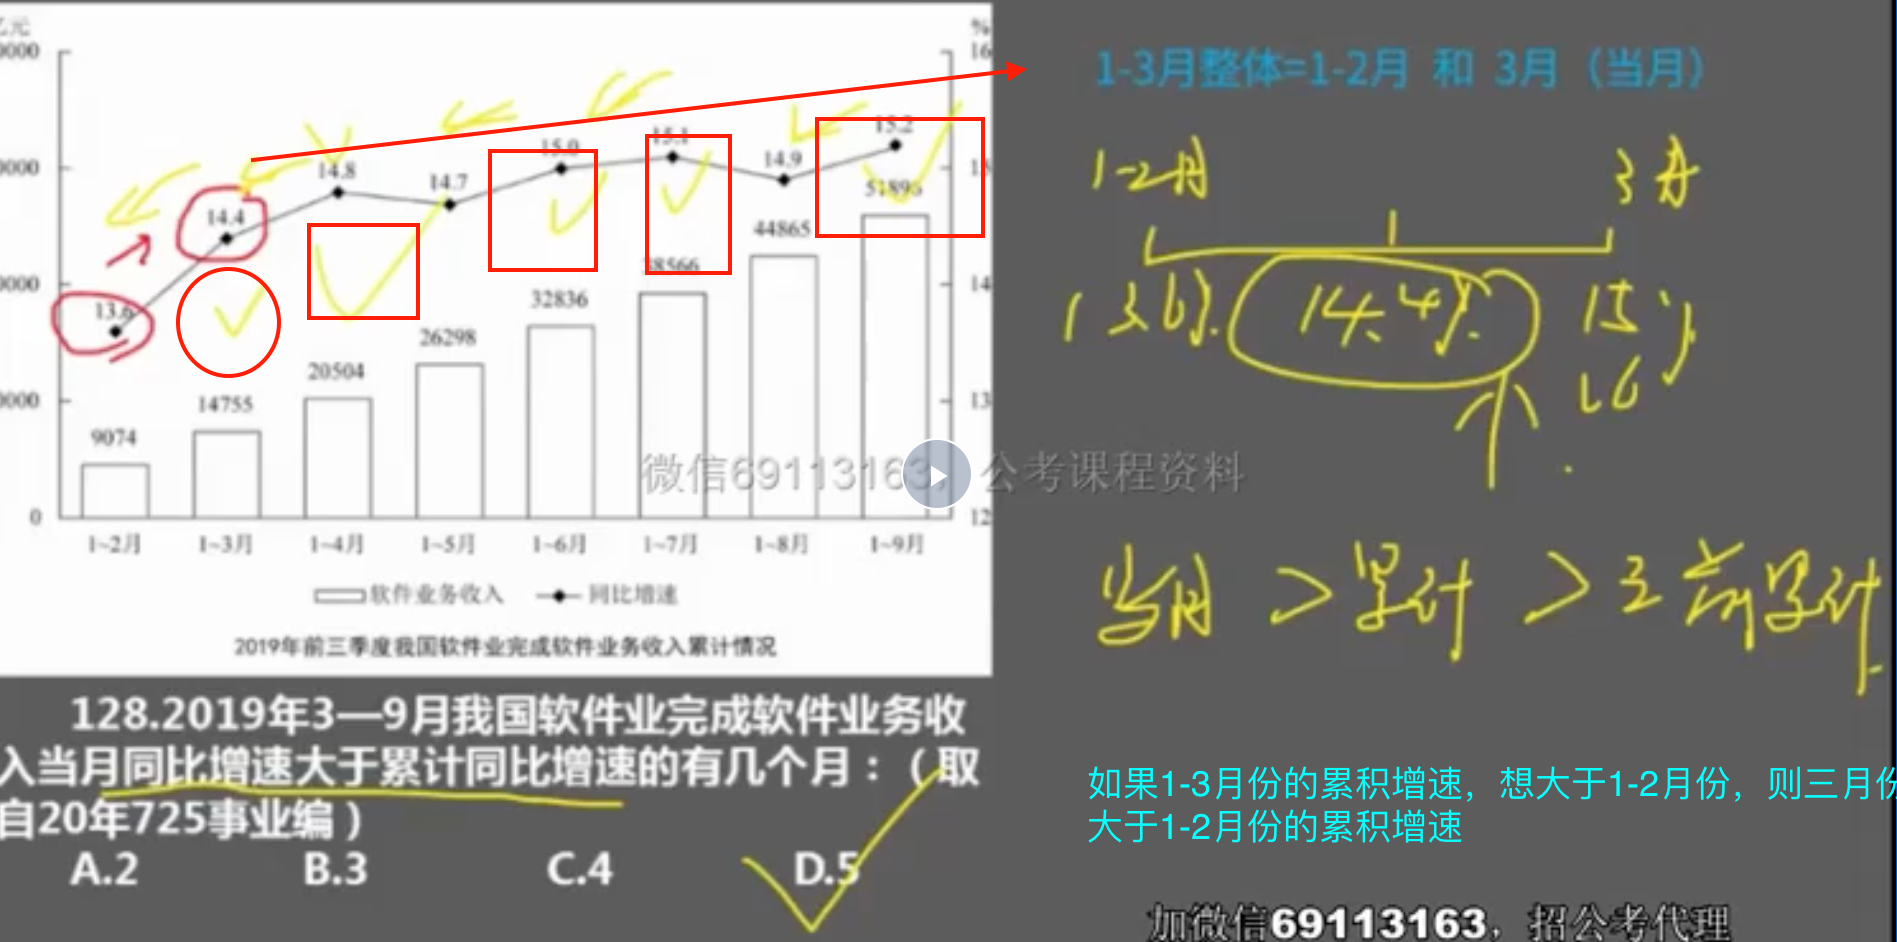 亿元
%
16
15.2
15.1
15.0
14.9
14.8
14.7
14.4
13.6
14
13
12
0
9074
14755
20504
26298
32836
38566
44865
1~2月
1~3月
1~4月
1~5月
1~6月
1~7月
1~8月
1~9月
软件业务收入
同比增速
2019年前三季度我国软件业完成软件业务收入累计情况
128.2019年3—9月我国软件业完成软件业务收
入当月同比增速大于累计同比增速的有几个月：（取
自20年725事业编）
A.2 B.3 C.4 D.5
1-3月整体=1-2月 和 3月（当月）
1-2月 3月
13.6% 14.4% 15%
16
微信69113163，公考课程资料
当月 > 累计 > 之前累计
如果1-3月份的累积增速，想大于1-2月份，则三月份
大于1-2月份的累积增速
加微信69113163，招公考代理